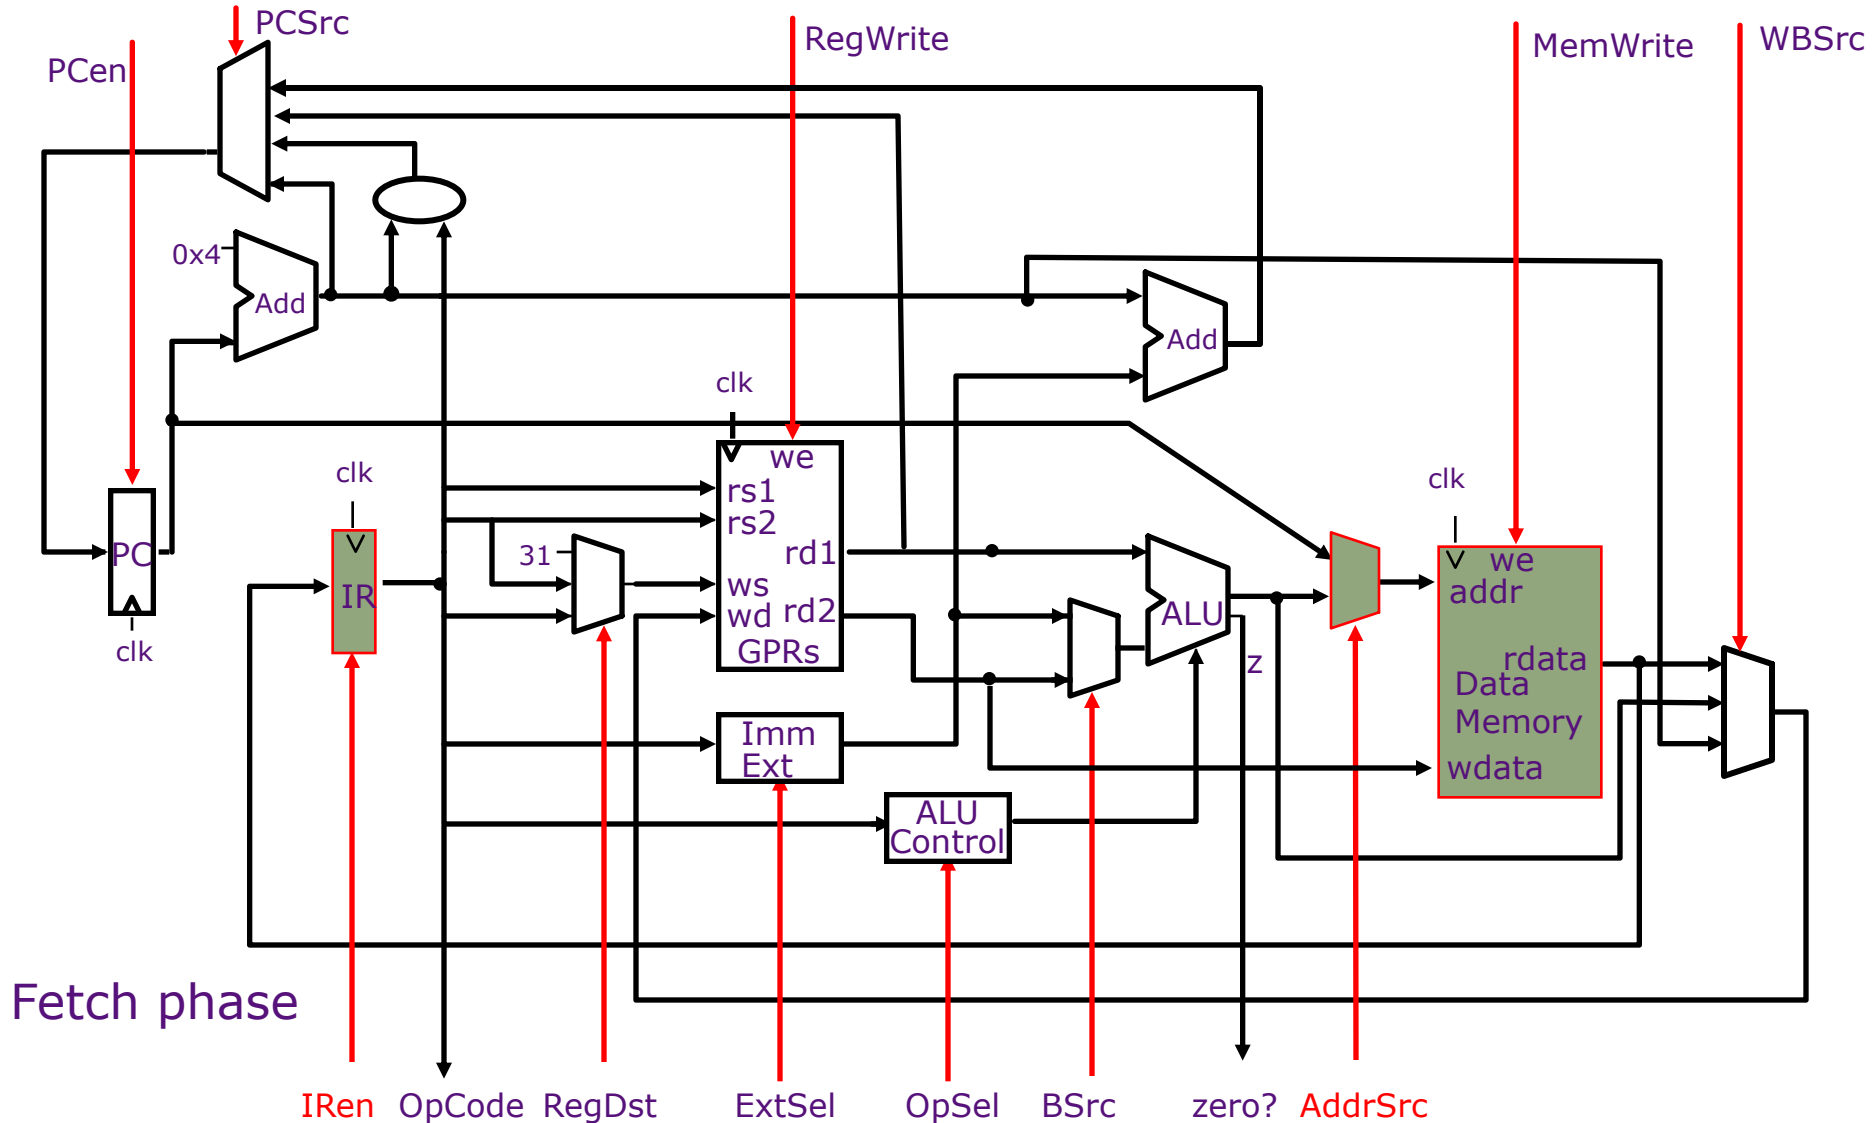 PCSrc
RegWrite
WBSrc
MemWrite
PCen
0x4
Add
Add
clk
clk
clk
we
rs1
rs2
rd1
31
ws
wd
rd2
GPRs
PC
IR
clk
ALU
z
we
addr
rdata
Data
Memory
wdata
Imm
Ext
ALU
Control
Fetch phase
IRen
OpCode
RegDst
ExtSel
OpSel
BSrc
zero?
AddrSrc